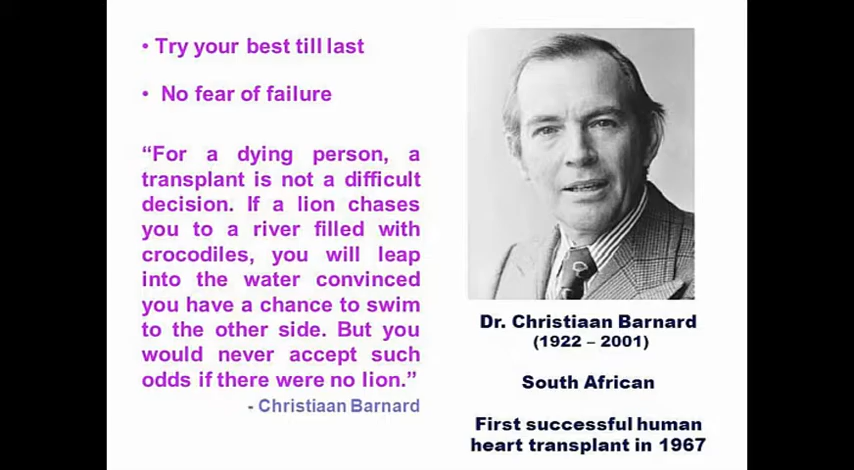 • Try your best till last
• No fear of failure
“For a dying person, a
transplant is not a difficult
decision. If a lion chases
you to a river filled with
crocodiles, you will leap
into the water convinced
you have a chance to swim
to the other side. But you
would never accept such
odds if there were no lion.”
- Christiaan Barnard
Dr. Christiaan Barnard
(1922 – 2001)
South African
First successful human
heart transplant in 1967